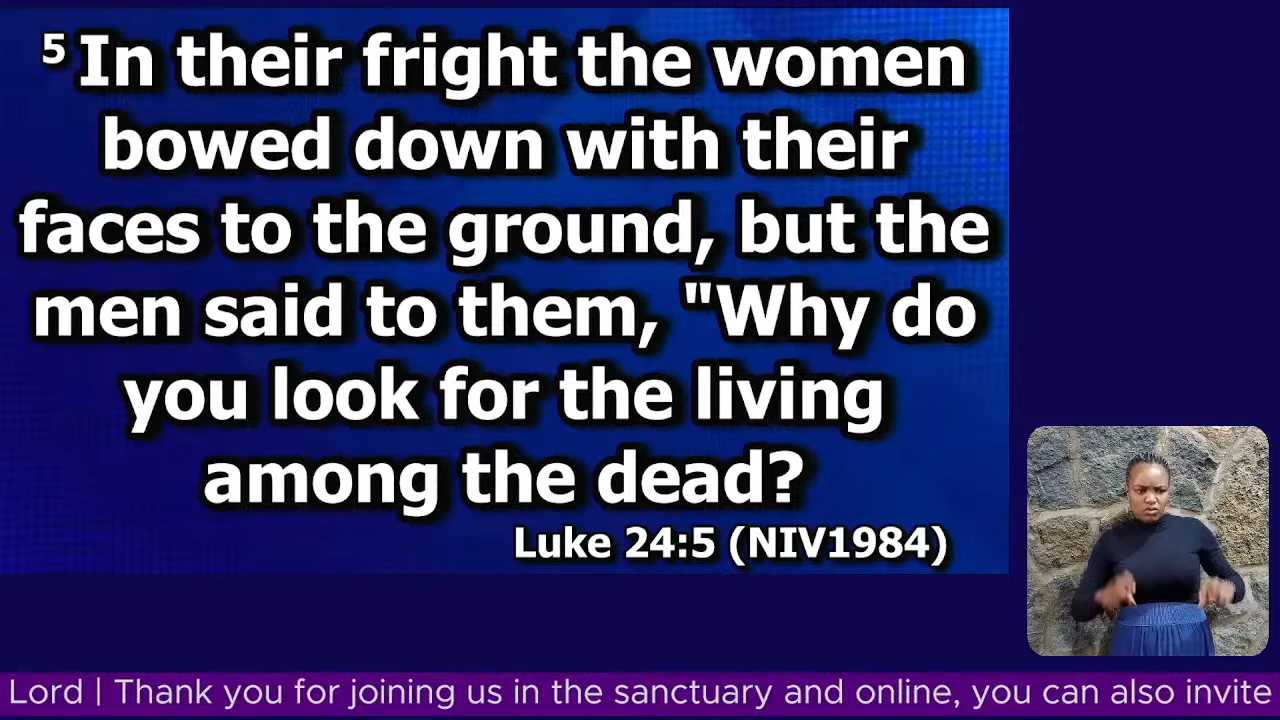 5 In their fright the women
bowed down with their
faces to the ground, but the
men said to them, "Why do
you look for the living
among the dead?
Luke 24:5 (NIV1984)
Lord | Thank you for joining us in the sanctuary and online, you can also invite